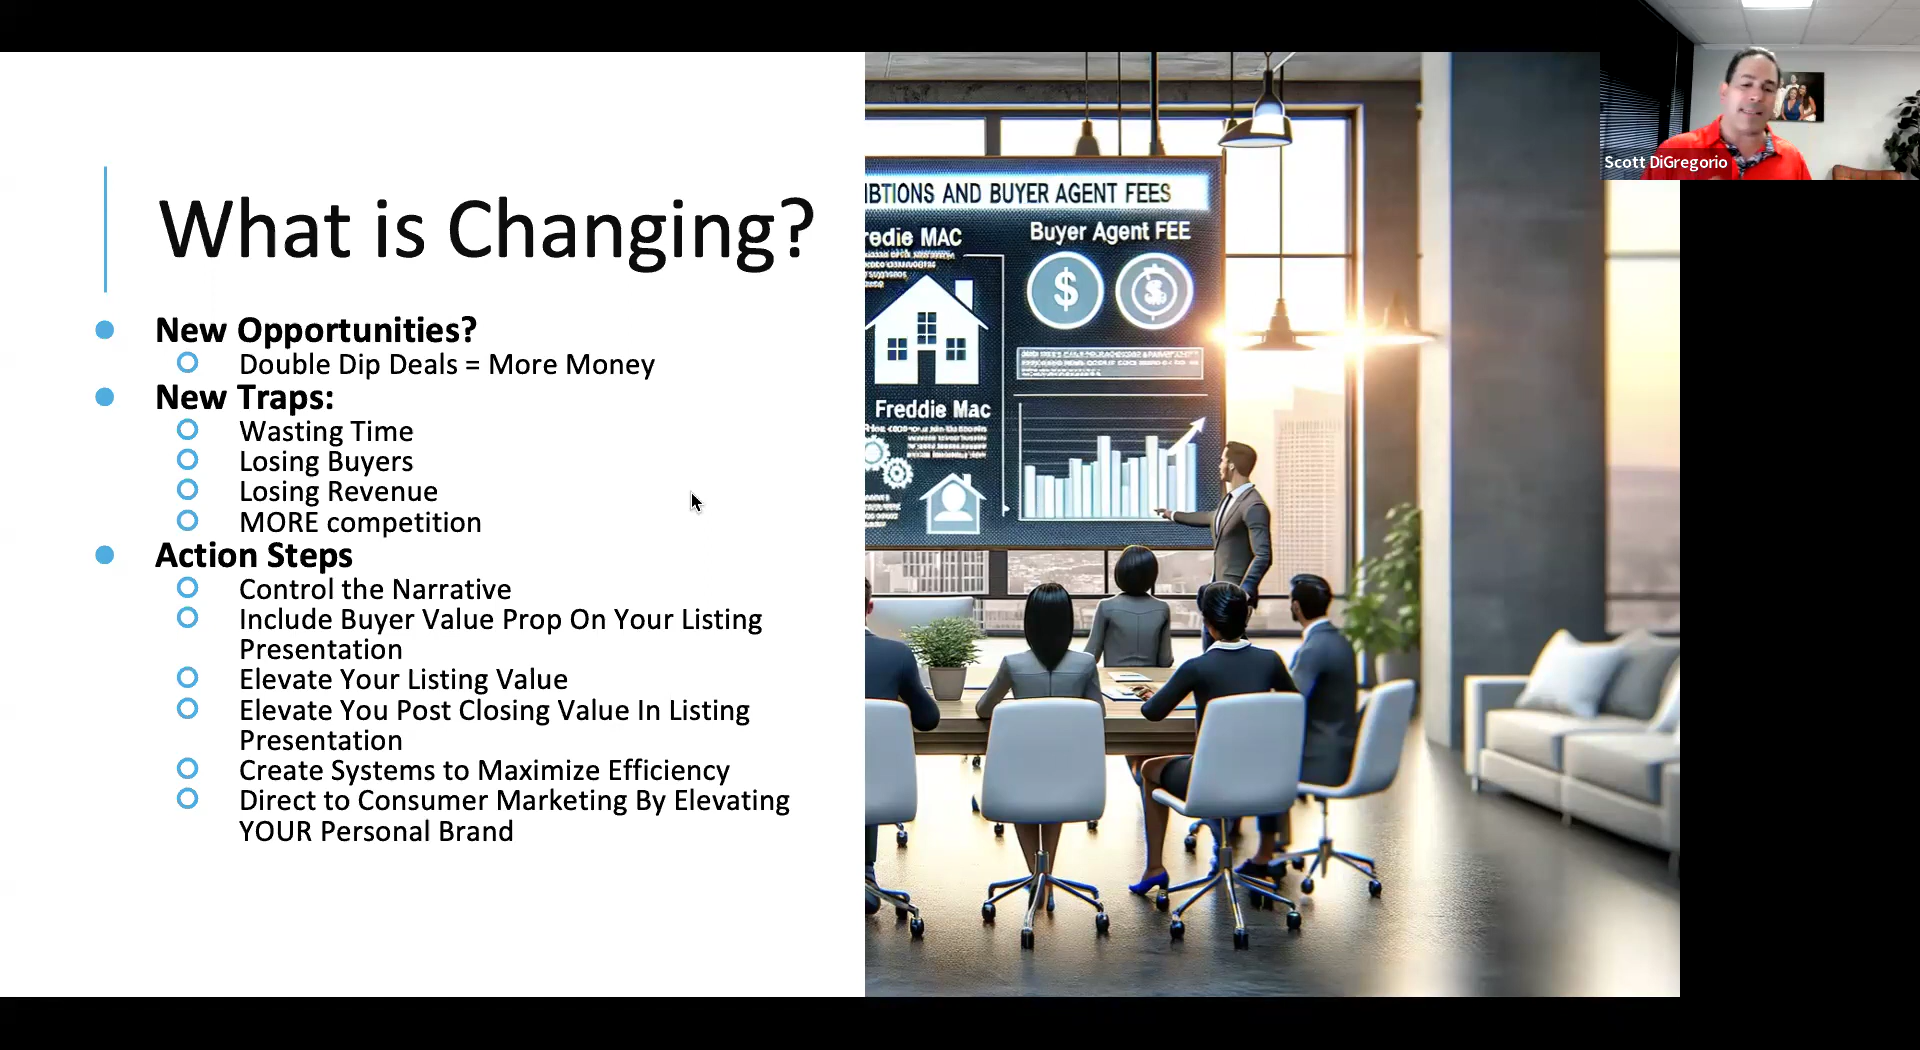 What is Changing?
New Opportunities?
Double Dip Deals = More Money
New Traps:
Wasting Time
Losing Buyers
Losing Revenue
MORE competition
Action Steps
Control the Narrative
Include Buyer Value Prop On Your Listing
Presentation
Elevate Your Listing Value
Elevate You Post Closing Value In Listing
Presentation
Create Systems to Maximize Efficiency
Direct to Consumer Marketing By Elevating
YOUR Personal Brand
IBTIONS AND BUYER AGENT FEES
redie MAC
Buyer Agent FEE
$ $
Freddie Mac
Scott DiGregorio